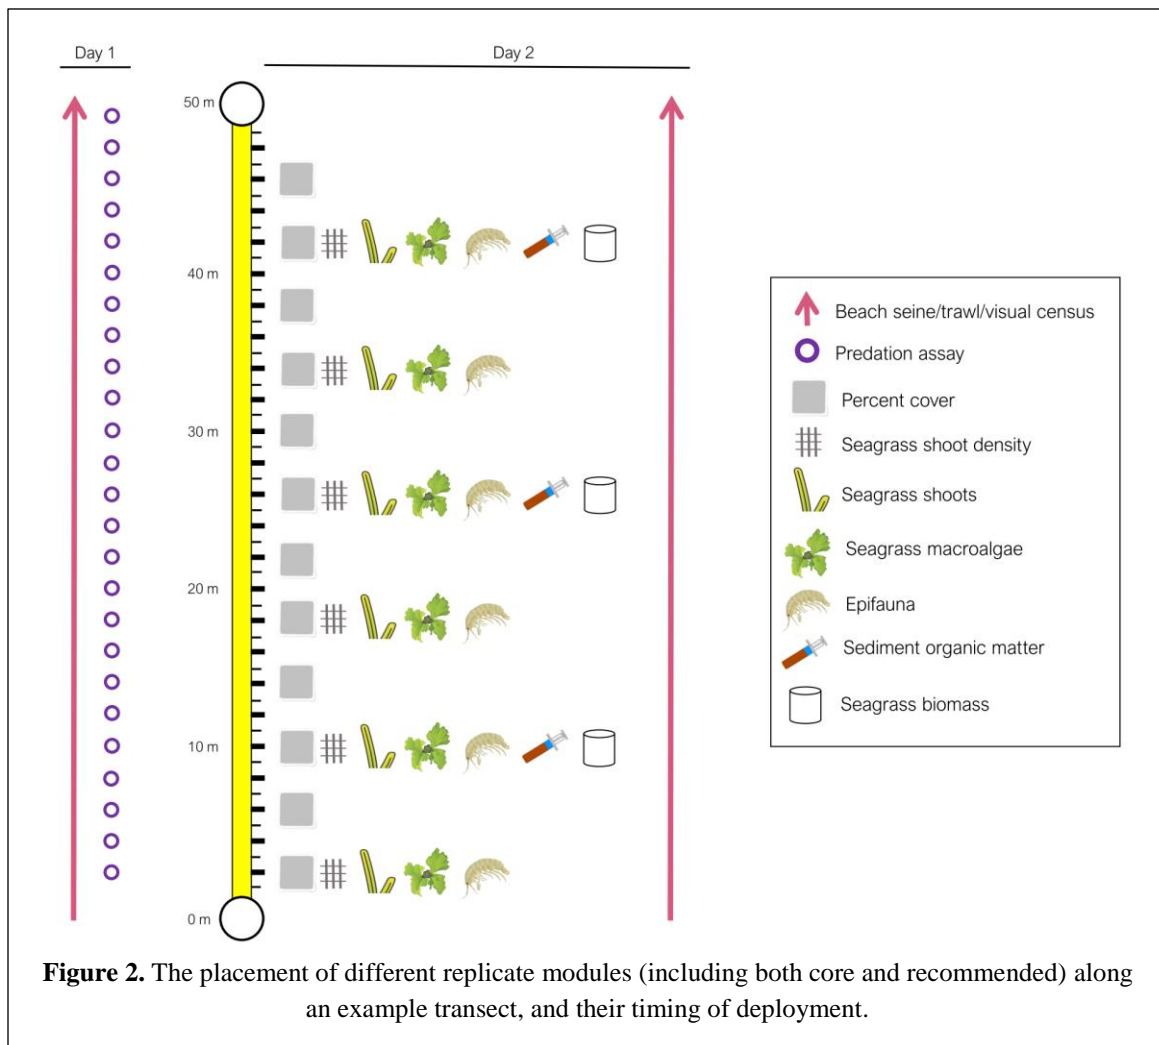 Day 1
Day 2
50 m
40 m
30 m
20 m
10 m
0 m
Beach seine/trawl/visual census
Predation assay
Percent cover
Seagrass shoot density
Seagrass shoots
Seagrass macroalgae
Epifauna
Sediment organic matter
Seagrass biomass
Figure 2. The placement of different replicate modules (including both core and recommended) along
an example transect, and their timing of deployment.